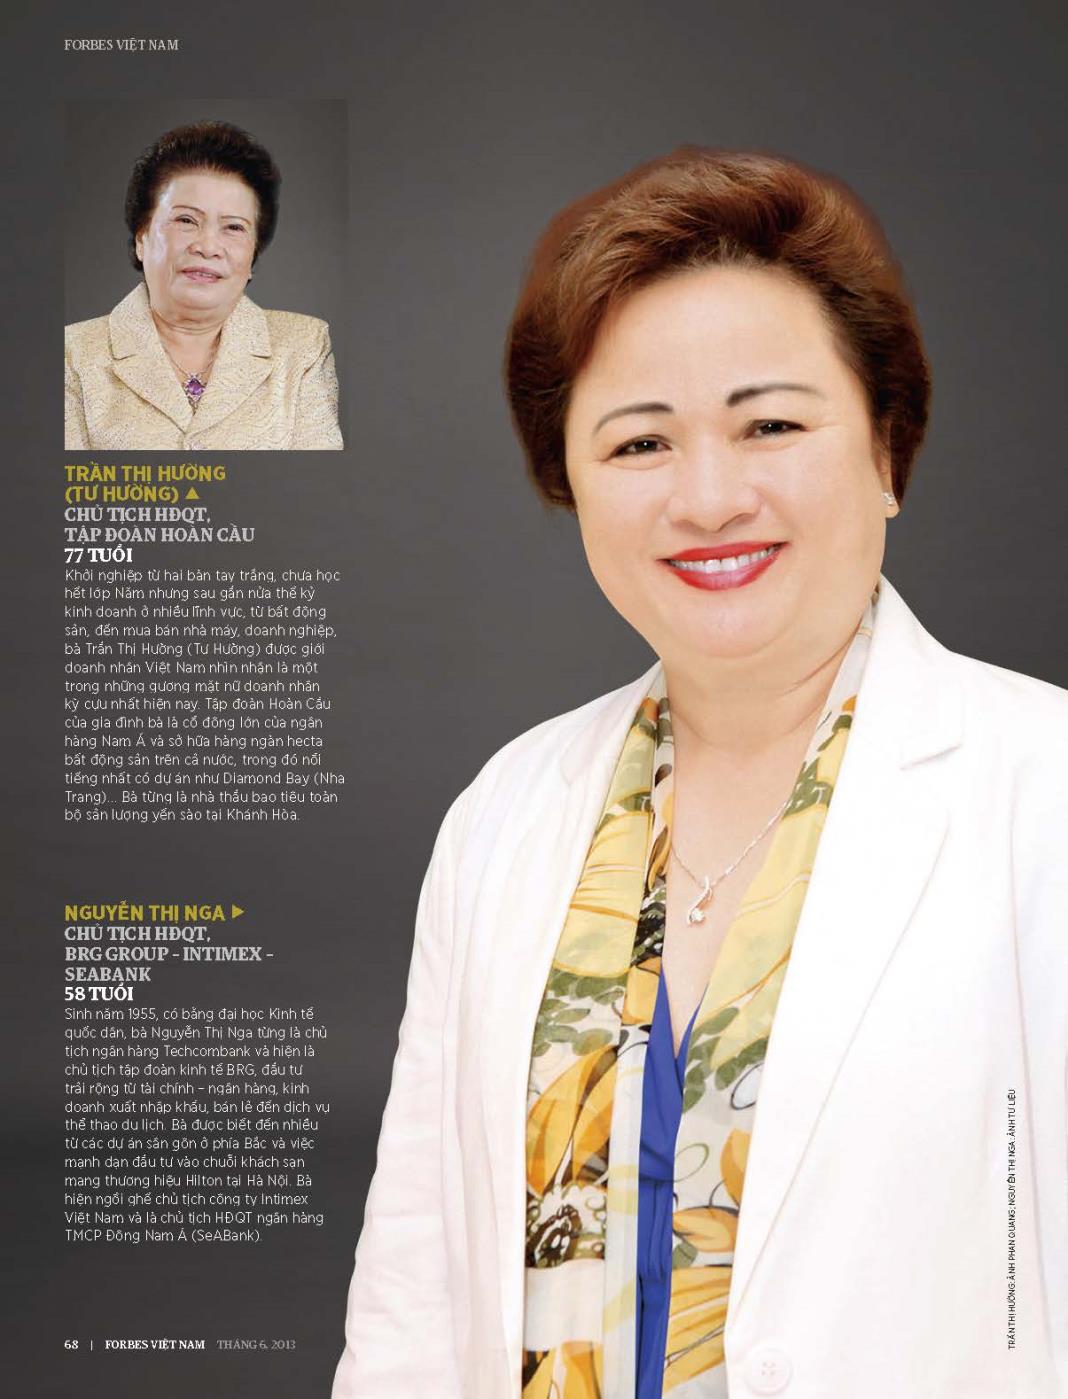 FORBES VIỆT NAM
TRẦN THỊ HƯỜNG
(TƯ HƯỜNG) ▲
CHỦ TỊCH HĐQT,
TẬP ĐOÀN HOÀN CẦU
77 TUỔI
Khởi nghiệp từ hai bàn tay trắng, chưa học
hết lớp Năm nhưng sau gần nửa thế kỷ
kinh doanh ở nhiều lĩnh vực, từ bất động
sản, đến mua bán nhà máy, doanh nghiệp,
bà Trần Thị Hường (Tư Hường) được giới
doanh nhân Việt Nam nhìn nhận là một
trong những gương mặt nữ doanh nhân
kỳ cựu nhất hiện nay. Tập đoàn Hoàn Cầu
của gia đình bà là cổ đông lớn của ngân
hàng Nam Á và sở hữa hàng ngàn hecta
bất động sản trên cả nước, trong đó nổi
tiếng nhất có dự án như Diamond Bay (Nha
Trang)... Bà từng là nhà thầu bao tiêu toàn
bộ sản lượng yến sào tại Khánh Hòa.
NGUYỄN THỊ NGA ▶
CHỦ TỊCH HĐQT,
BRG GROUP – INTIMEX –
SEABANK
58 TUỔI
Sinh năm 1955, có bằng đại học Kinh tế
quốc dân, bà Nguyễn Thị Nga từng là chủ
tịch ngân hàng Techcombank và hiện là
chủ tịch tập đoàn kinh tế BRG, đầu tư
trải rộng từ tài chính – ngân hàng, kinh
doanh xuất nhập khẩu, bán lẻ đến dịch vụ
thể thao du lịch. Bà được biết đến nhiều
từ các dự án sân gôn ở phía Bắc và việc
mạnh dạn đầu tư vào chuỗi khách sạn
mang thương hiệu Hilton tại Hà Nội. Bà
hiện ngồi ghế chủ tịch công ty Intimex
Việt Nam và là chủ tịch HĐQT ngân hàng
TMCP Đông Nam Á (SeABank).
TRẦN THỊ HƯỜNG: ẢNH PHAN QUANG; NGUYỄN THỊ NGA: ẢNH TƯ LIỆU
68 | FORBES VIỆT NAM THÁNG 6, 2013